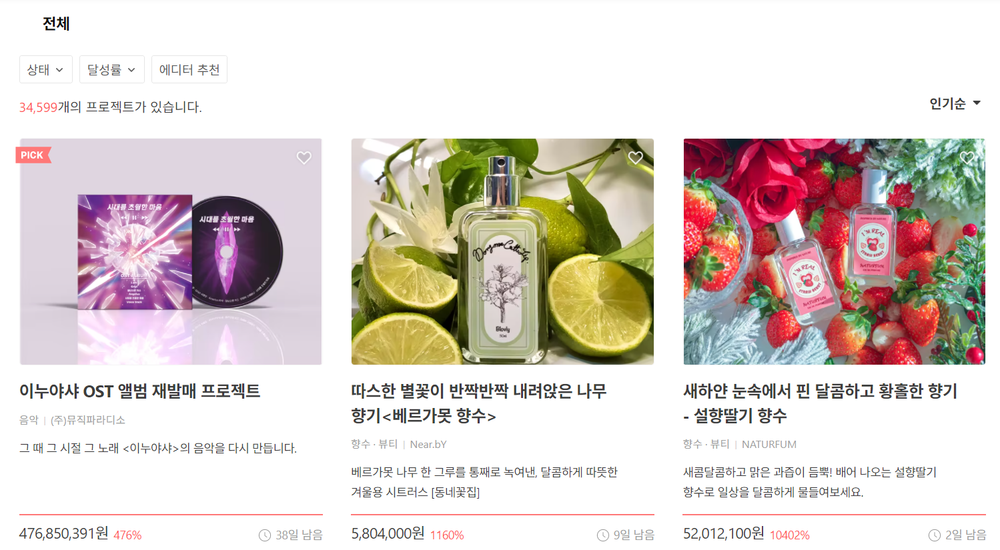 전체
상태
달성률
에디터 추천
34,599개의 프로젝트가 있습니다.
인기순
PICK
시대를 초월한 마음
OST ALBUM
시대를 초월한 마음
Blovly
50ml
I'M REAL
STRAWBERRY
NATURFUM
I'M REAL
STRAWBERRY
NATURFUM
이누야샤 OST 앨범 재발매 프로젝트
음악 | (주)뮤직파라디소
그 때 그 시절 그 노래 <이누야샤>의 음악을 다시 만듭니다.
476,850,391원 476%
38일 남음
따스한 별꽃이 반짝반짝 내려앉은 나무
향기<베르가못 향수>
향수 · 뷰티 | Near.bY
베르가못 나무 한 그루를 통째로 녹여낸, 달콤하게 따뜻한
겨울용 시트러스 [동네꽃집]
5,804,000원 1160%
9일 남음
새하얀 눈속에서 핀 달콤하고 황홀한 향기
- 설향딸기 향수
향수 · 뷰티 | NATURFUM
새콤달콤하고 맑은 과즙이 듬뿍! 배어 나오는 설향딸기
향수로 일상을 달콤하게 물들여보세요.
52,012,100원 10402%
2일 남음